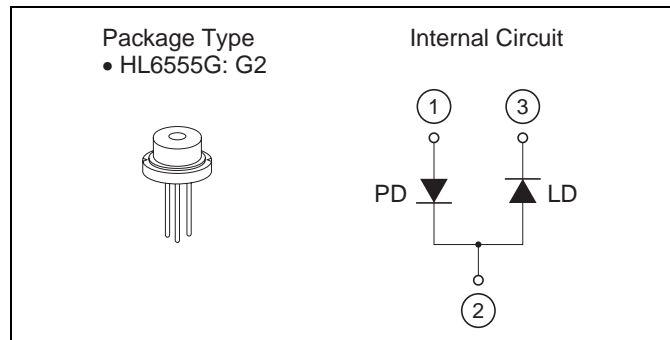 Package Type
• HL6555G: G2
Internal Circuit
1
3
PD
LD
2